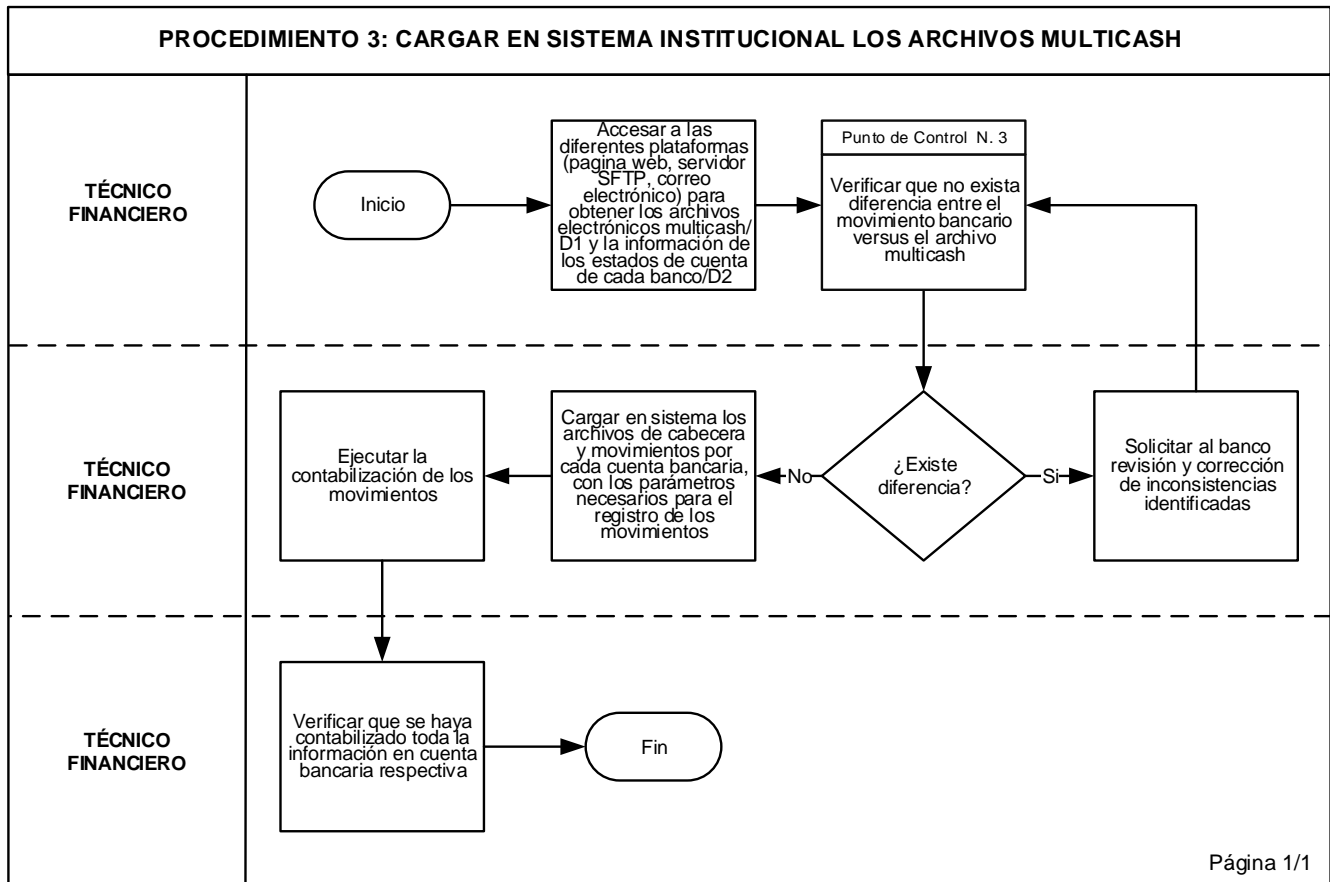 PROCEDIMIENTO 3: CARGAR EN SISTEMA INSTITUCIONAL LOS ARCHIVOS MULTICASH
TÉCNICO
FINANCIERO
Inicio
Accesar a las
diferentes plataformas
(pagina web, servidor
SFTP, correo
electrónico) para
obtener los archivos
electrónicos multicash/
D1 y la información de
los estados de cuenta
de cada banco/D2
Punto de Control  N. 3
Verificar que no exista
diferencia entre el
movimiento bancario
versus el archivo
multicash
TÉCNICO
FINANCIERO
Ejecutar la
contabilización de los
movimientos
Cargar en sistema los
archivos de cabecera
y movimientos por
cada cuenta bancaria,
con los parámetros
necesarios para el
registro de los
movimientos
No
¿Existe
diferencia?
Si
Solicitar al banco
revisión y corrección
de inconsistencias
identificadas
TÉCNICO
FINANCIERO
Verificar que se haya
contabilizado toda la
información en cuenta
bancaria respectiva
Fin
Página 1/1